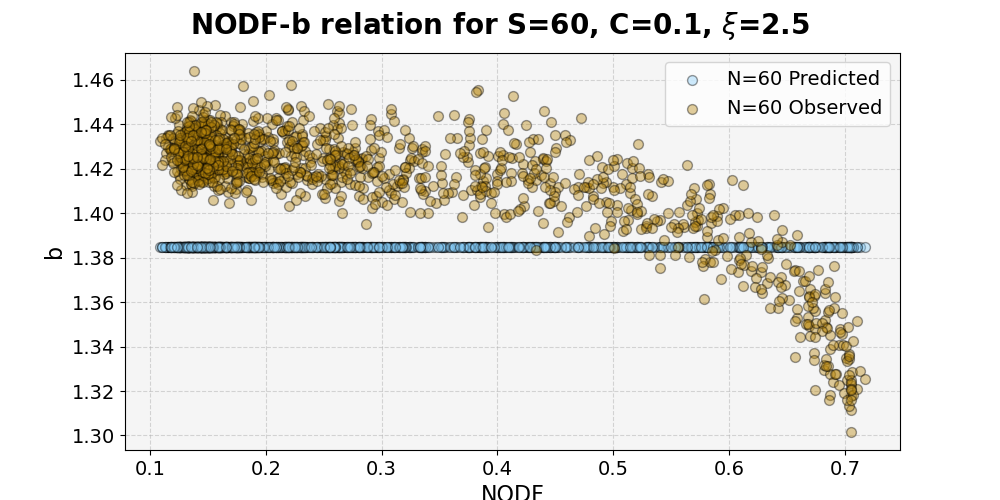 NODF-b relation for S=60, C=0.1, ξ=2.5
N=60 Predicted
N=60 Observed
b
1.46
1.44
1.42
1.40
1.38
1.36
1.34
1.32
1.30
0.1 0.2 0.3 0.4 0.5 0.6 0.7
NODF